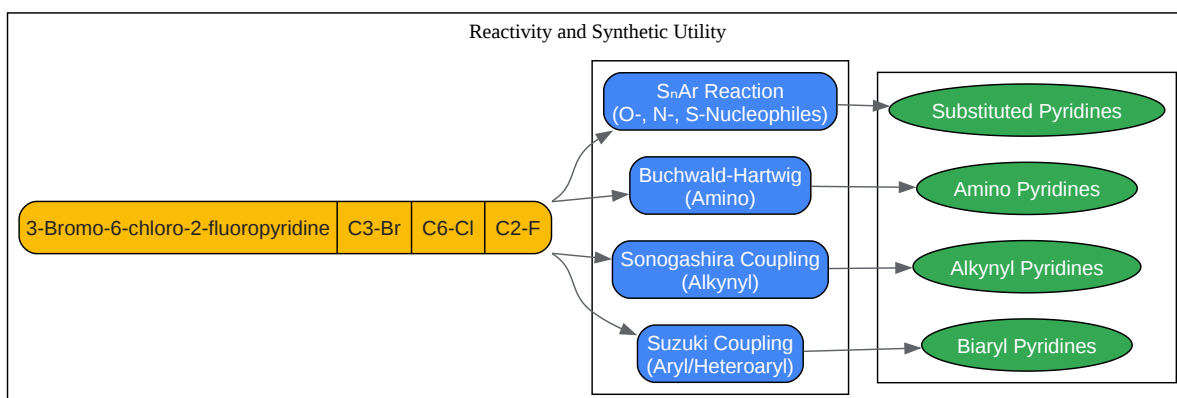 Reactivity and Synthetic Utility
3-Bromo-6-chloro-2-fluoropyridine
C3-Br
C6-Cl
C2-F
SₙAr Reaction
(O-, N-, S-Nucleophiles)
Buchwald-Hartwig
(Amino)
Sonogashira Coupling
(Alkynyl)
Suzuki Coupling
(Aryl/Heteroaryl)
Substituted Pyridines
Amino Pyridines
Alkynyl Pyridines
Biaryl Pyridines